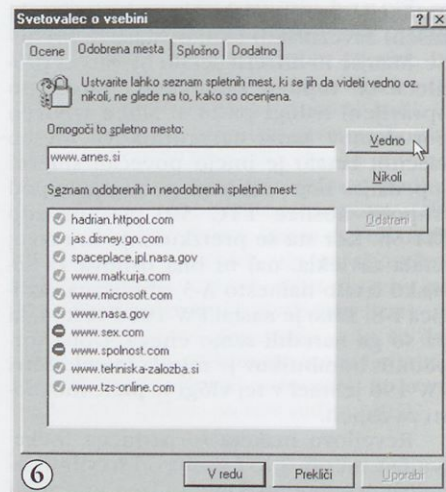 Svetovalec o vsebini
Ocene Odobrena mesta Splošno Dodatno
Ustvarite lahko seznam spletnih mest, ki se jih da videti vedno oz.
nikoli, ne glede na to, kako so ocenjena.
Omogoči to spletno mesto:
www.arnes.si
Vedno
Nikoli
Odstrani
Seznam odobrenih in neodobrenih spletnih mest:
hadrian.httpool.com
jas.disney.go.com
spaceplace.jpl.nasa.gov
www.matkurja.com
www.microsoft.com
www.nasa.gov
www.sex.com
www.spolnost.com
www.tehniska-zalozba.si
www.tzs-online.com
6
V redu Prekliči Uporabi